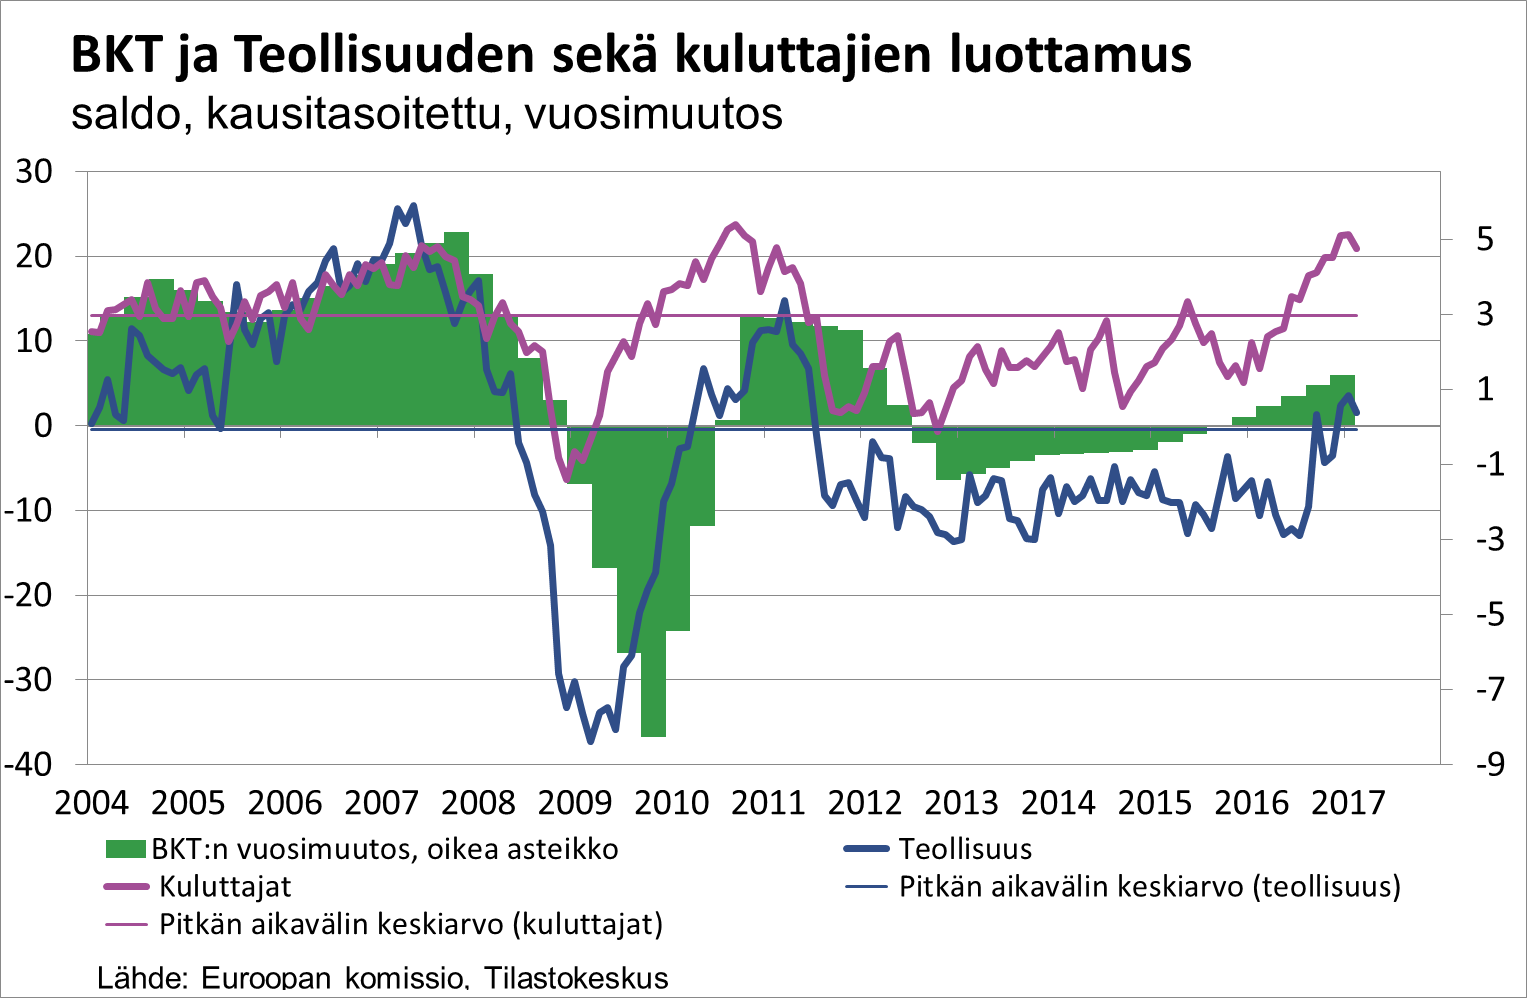 BKT ja Teollisuuden sekä kuluttajien luottamus
saldo, kausitasoitettu, vuosimuutos
30
20
10
0
-10
-20
-30
-40
5
3
1
-1
-3
-5
-7
-9
2004 2005 2006 2007 2008 2009 2010 2011 2012 2013 2014 2015 2016 2017
BKT:n vuosimuutos, oikea asteikko
Teollisuus
Kuluttajat
Pitkän aikavälin keskiarvo (teollisuus)
Pitkän aikavälin keskiarvo (kuluttajat)
Lähde: Euroopan komissio, Tilastokeskus